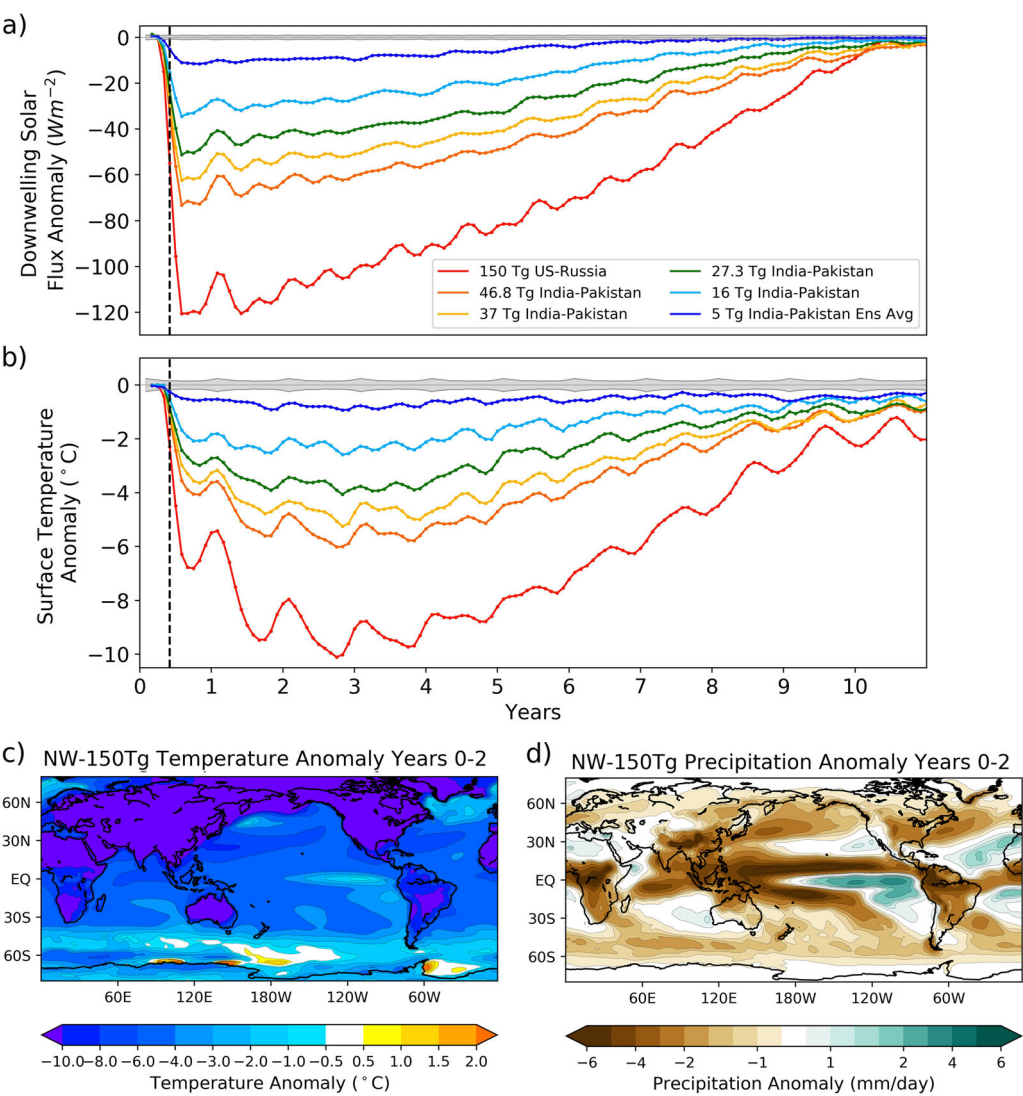 a)
Downwelling Solar
Flux Anomaly (Wm⁻²)
0
−20
−40
−60
−80
−100
−120
150 Tg US-Russia
46.8 Tg India-Pakistan
37 Tg India-Pakistan
27.3 Tg India-Pakistan
16 Tg India-Pakistan
5 Tg India-Pakistan Ens Avg
b)
Surface Temperature
Anomaly (°C)
0
−2
−4
−6
−8
−10
0 1 2 3 4 5 6 7 8 9 10
Years
c)
NW-150Tg Temperature Anomaly Years 0-2
60N
30N
EQ
30S
60S
60E 120E 180W 120W 60W
−10.0 −8.0 −6.0 −4.0 −3.0 −2.0 −1.0 −0.5 0.5 1.0 1.5 2.0
Temperature Anomaly (°C)
d)
NW-150Tg Precipitation Anomaly Years 0-2
60N
30N
EQ
30S
60S
60E 120E 180W 120W 60W
−6 −4 −2 −1 1 2 4 6
Precipitation Anomaly (mm/day)